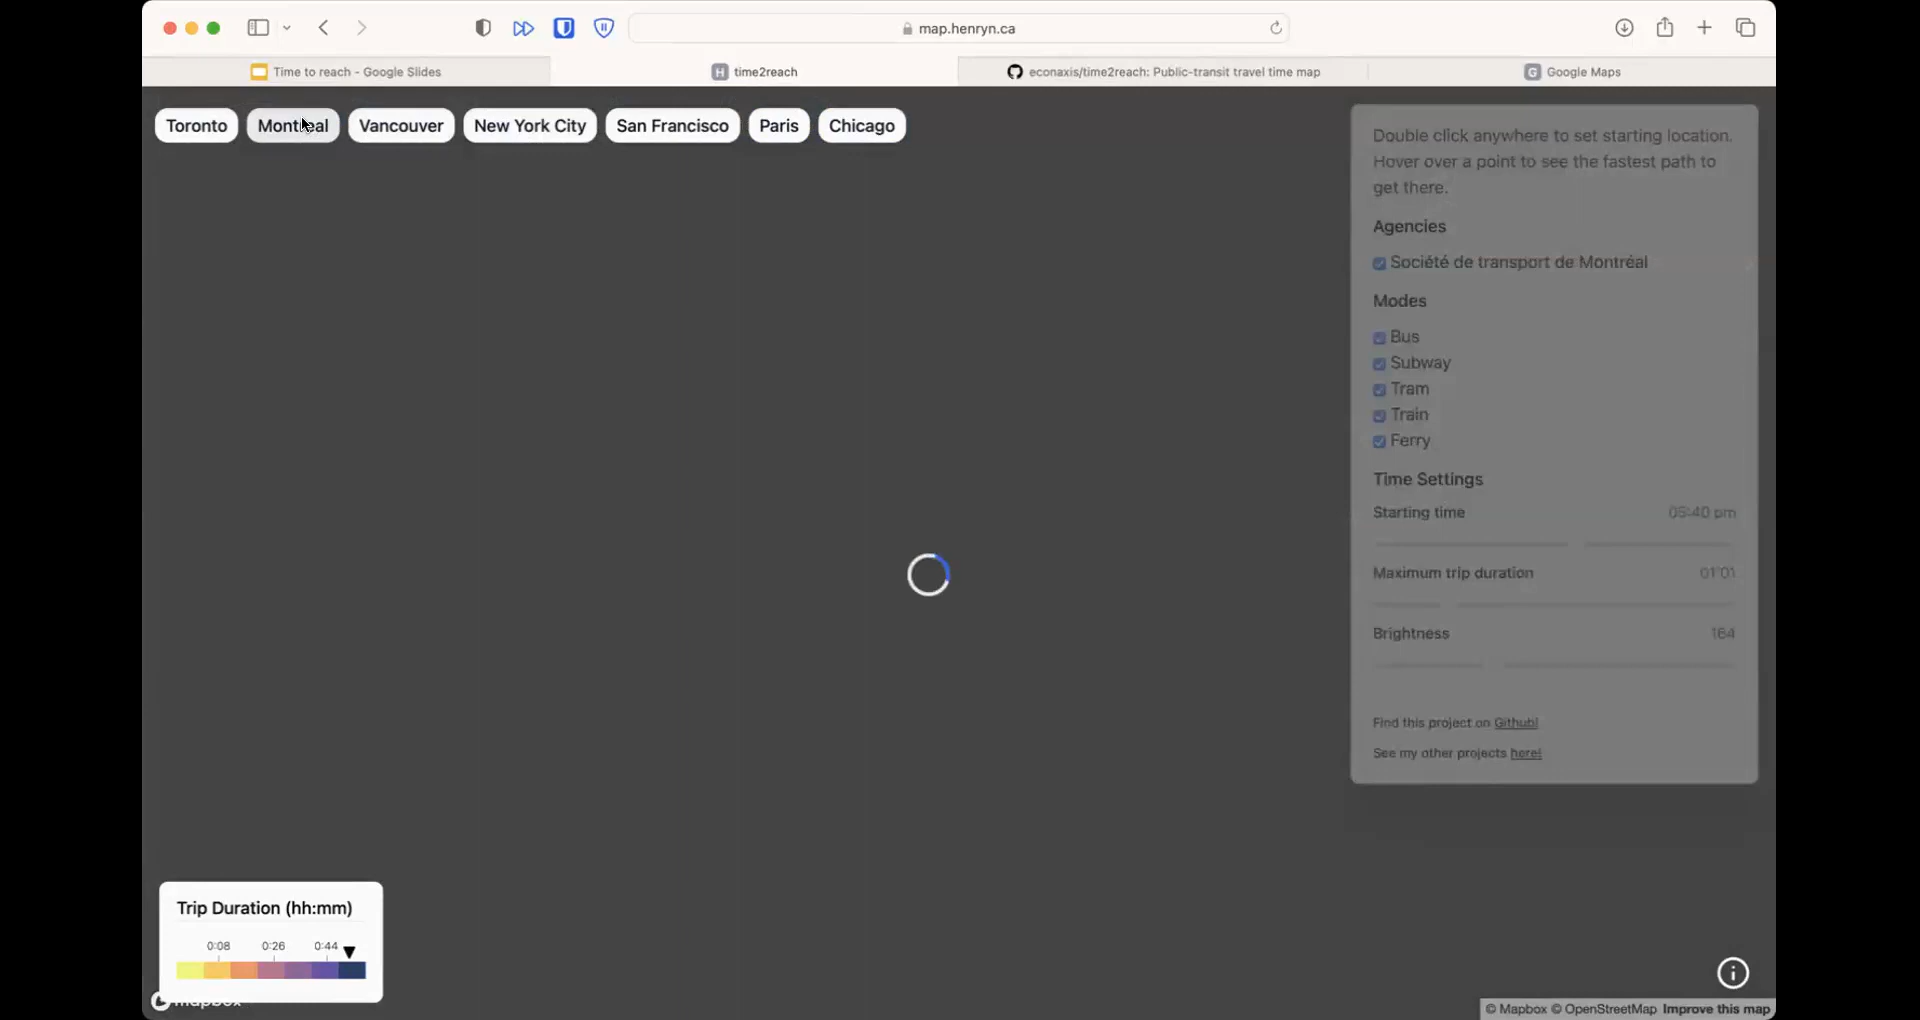 map.henryn.ca
Time to reach - Google Slides
H time2reach
econaxis/time2reach: Public-transit travel time map
G Google Maps
Toronto
Montreal
Vancouver
New York City
San Francisco
Paris
Chicago
Double click anywhere to set starting location.
Hover over a point to see the fastest path to
get there.
Agencies
Société de transport de Montréal
Modes
Bus
Subway
Tram
Train
Ferry
Time Settings
Starting time 05:40 pm
Maximum trip duration 01'01
Brightness 164
Find this project on Github!
See my other projects here!
Trip Duration (hh:mm)
0:08 0:26 0:44
mapbox
© Mapbox © OpenStreetMap Improve this map